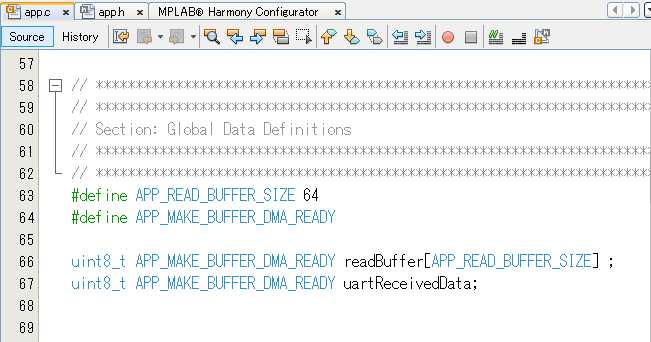 app.c x app.h x MPLAB® Harmony Configurator x
Source History
57
58 // **********************************************************************
59 // **********************************************************************
60 // Section: Global Data Definitions
61 // **********************************************************************
62 // **********************************************************************
63 #define APP_READ_BUFFER_SIZE 64
64 #define APP_MAKE_BUFFER_DMA_READY
65
66 uint8_t APP_MAKE_BUFFER_DMA_READY readBuffer[APP_READ_BUFFER_SIZE] ;
67 uint8_t APP_MAKE_BUFFER_DMA_READY uartReceivedData;
68
69